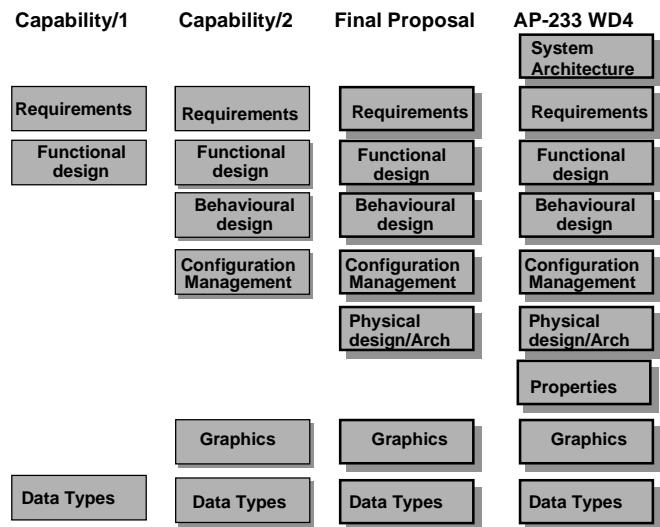 Capability/1 Capability/2 Final Proposal AP-233 WD4
System
Architecture
Requirements Requirements Requirements Requirements
Functional Functional Functional Functional
design design design design
Behavioural Behavioural Behavioural
design design design
Configuration Configuration Configuration
Management Management Management
Physical Physical
design/Arch design/Arch
Properties
Graphics Graphics Graphics
Data Types Data Types Data Types Data Types